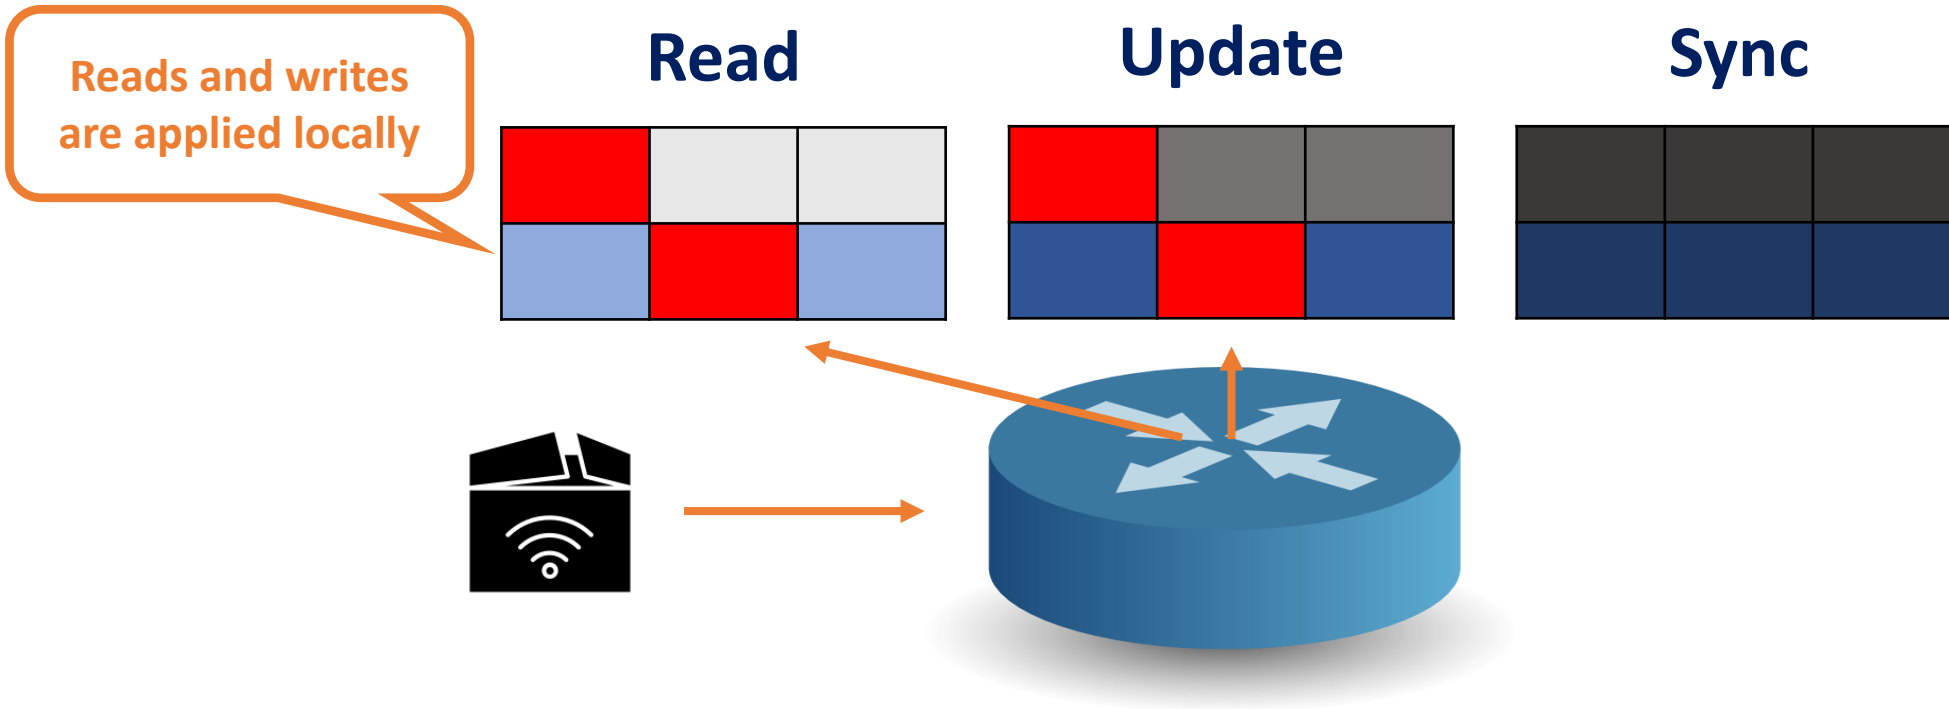 Reads and writes
are applied locally
Read
Update
Sync